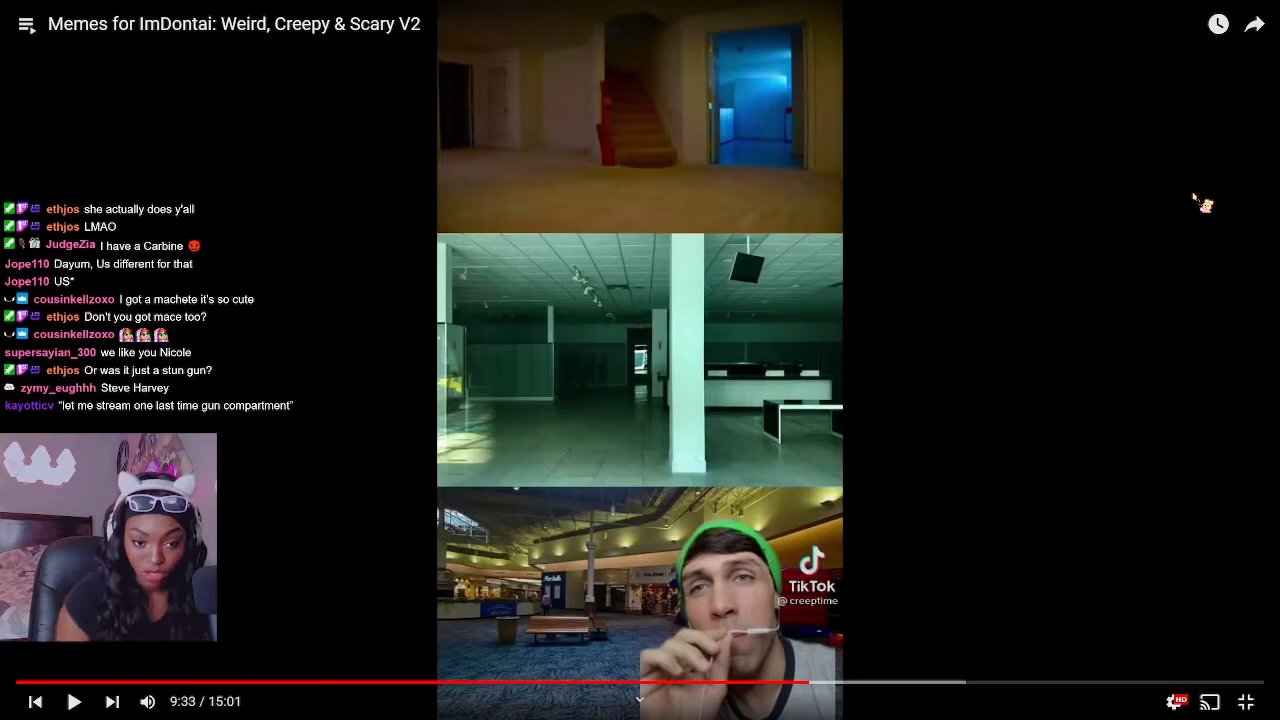 Memes for ImDontai: Weird, Creepy & Scary V2
ethjos she actually does y'all
ethjos LMAO
JudgeZia I have a Carbine
Jope110 Dayum, Us different for that
Jope110 US*
cousinkellzoxo I got a machete it's so cute
ethjos Don't you got mace too?
cousinkellzoxo
supersayian_300 we like you Nicole
ethjos Or was it just a stun gun?
zymy_eughhh Steve Harvey
kayotticv “let me stream one last time gun compartment”
TikTok
@ creeptime
9:33 / 15:01
HD